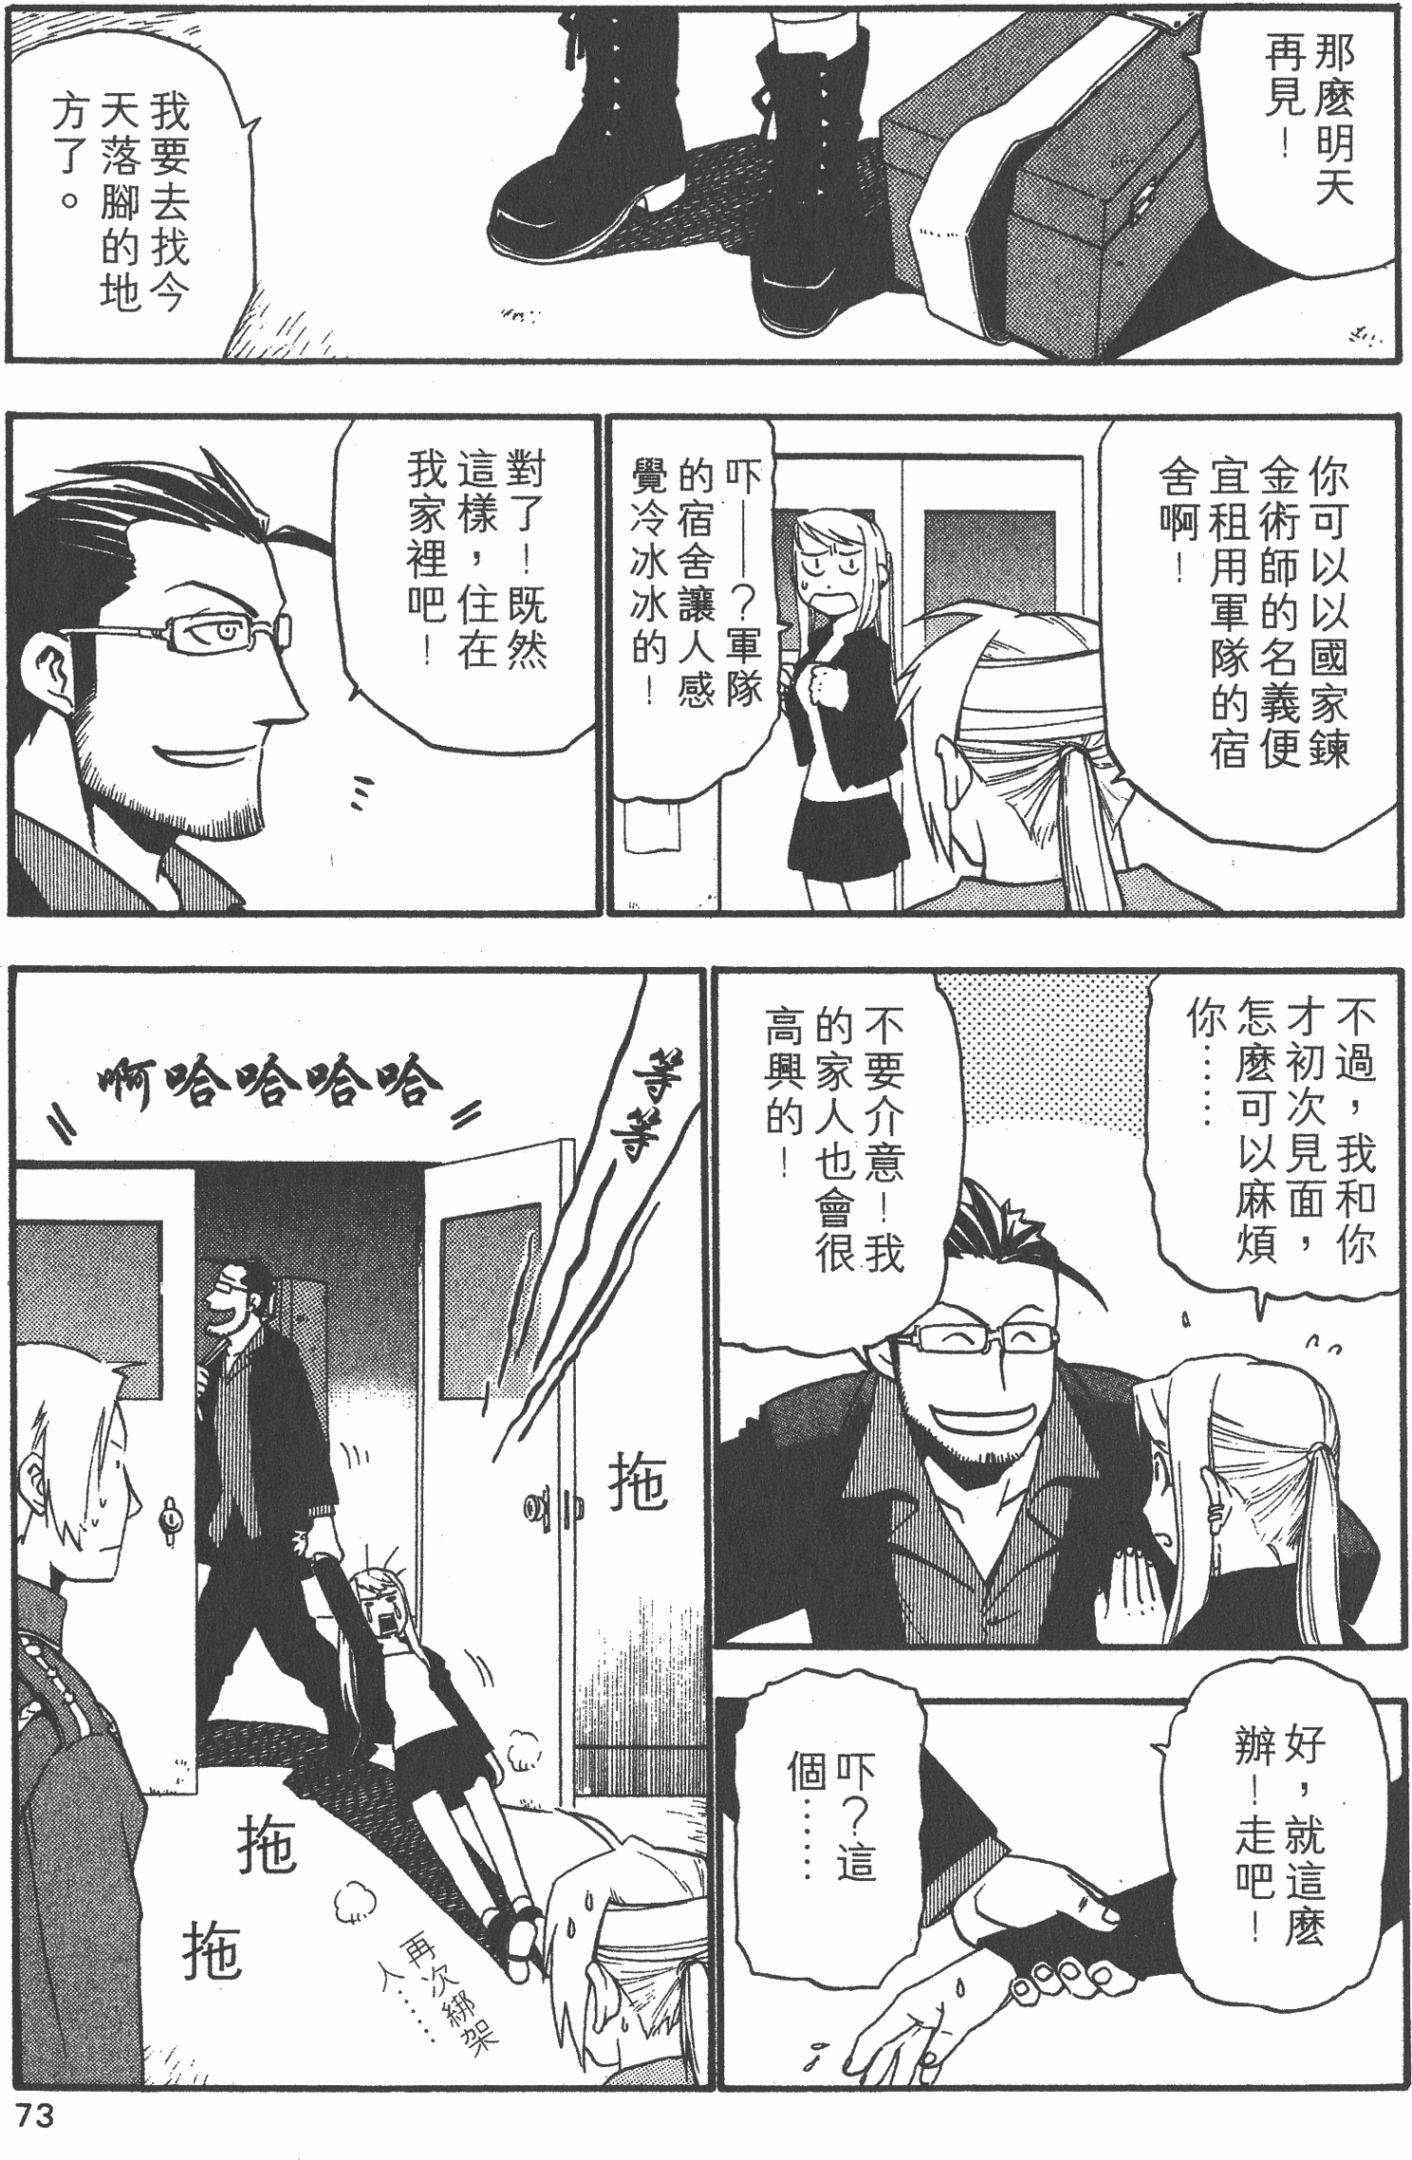 那麽明天
再見！
我要去找今
天落腳的地
方了。
你可以以國家鍊
金術師的名義便
宜租用軍隊的宿
舍啊！
吓——？軍隊
的宿舍讓人感
覺冷冰冰的！
對了！既然
這樣，住在
我家裡吧！
不過，我和你
才初次見面，
怎麼可以麻煩
你……
不要介意！我
的家人也會很
高興的！
好，就這麼
辦！走吧！
吓？這
個……
等等
啊哈哈哈哈
拖
拖
拖
再次綁架
人……
73